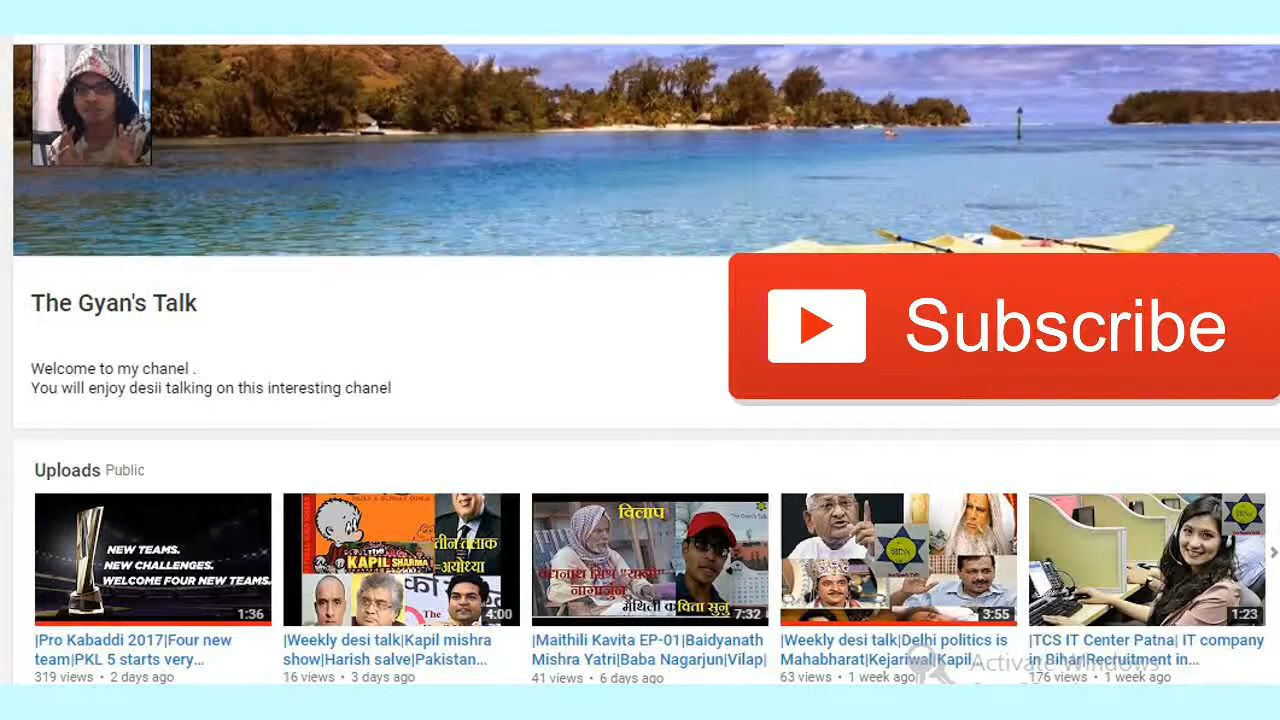 The Gyan's Talk
Subscribe
Welcome to my chanel .
You will enjoy desii talking on this interesting chanel
Uploads Public
NEW TEAMS.
NEW CHALLENGES.
WELCOME FOUR NEW TEAMS.
1:36
तीन तलाक
-अयोध्या
KAPIL SHARMA
The
4:00
विलाप
The Gyan's Talk
वैद्यनाथ मिश्र "यात्री"
नागार्जुन
मैथिली कविता सुनू
7:32
3:55
1:23
|Pro Kabaddi 2017|Four new
team|PKL 5 starts very...
319 views • 2 days ago
|Weekly desi talk|Kapil mishra
show|Harish salve|Pakistan...
16 views • 3 days ago
|Maithili Kavita EP-01|Baidyanath
Mishra Yatri|Baba Nagarjun|Vilap|
41 views • 6 days ago
|Weekly desi talk|Delhi politics is
Mahabharat|Kejariwal|Kapil
63 views • 1 week ago
|TCS IT Center Patna| IT company
in Bihar|Recruitment in...
176 views • 1 week ago
Activate Windows